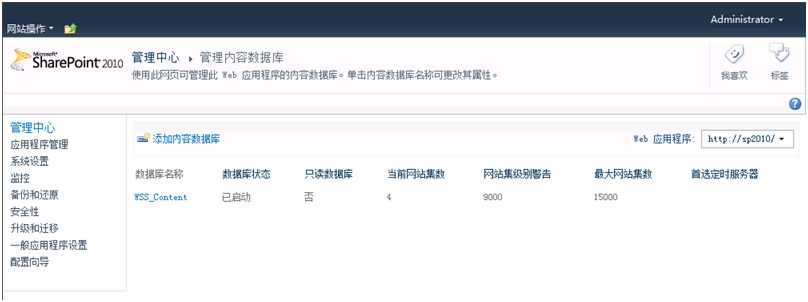 Administrator
网站操作
Microsoft
SharePoint 2010
管理中心 管理内容数据库
使用此网页可管理此 Web 应用程序的内容数据库。单击内容数据库名称可更改其属性。
我喜欢 标签
管理中心
应用程序管理
系统设置
监控
备份和还原
安全性
升级和迁移
一般应用程序设置
配置向导
添加内容数据库 Web 应用程序: http://sp2010/
数据库名称 数据库状态 只读数据库 当前网站集数 网站集级别警告 最大网站集数 首选定时服务器
WSS_Content 已启动 否 4 9000 15000